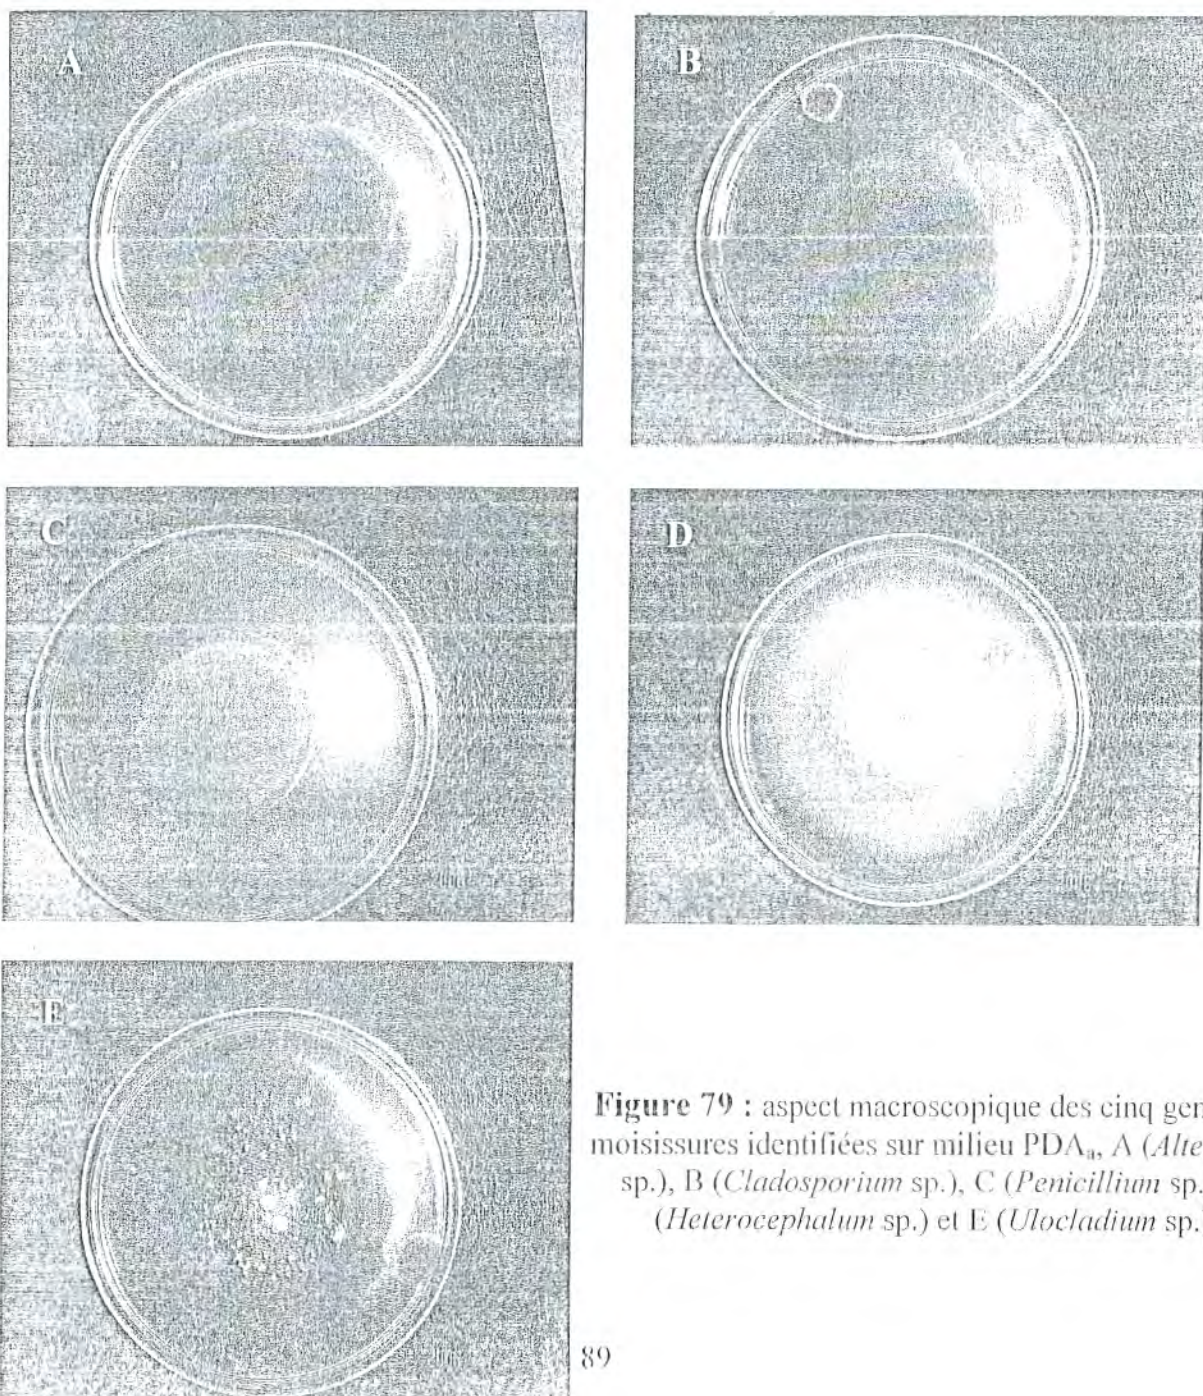 A
B
C
D
E
Figure 79 : aspect macroscopique des cinq gen
moisissures identifiées sur milieu PDAₐ, A (Alte
sp.), B (Cladosporium sp.), C (Penicillium sp.
(Heterocephalum sp.) et E (Ulocladium sp.
89